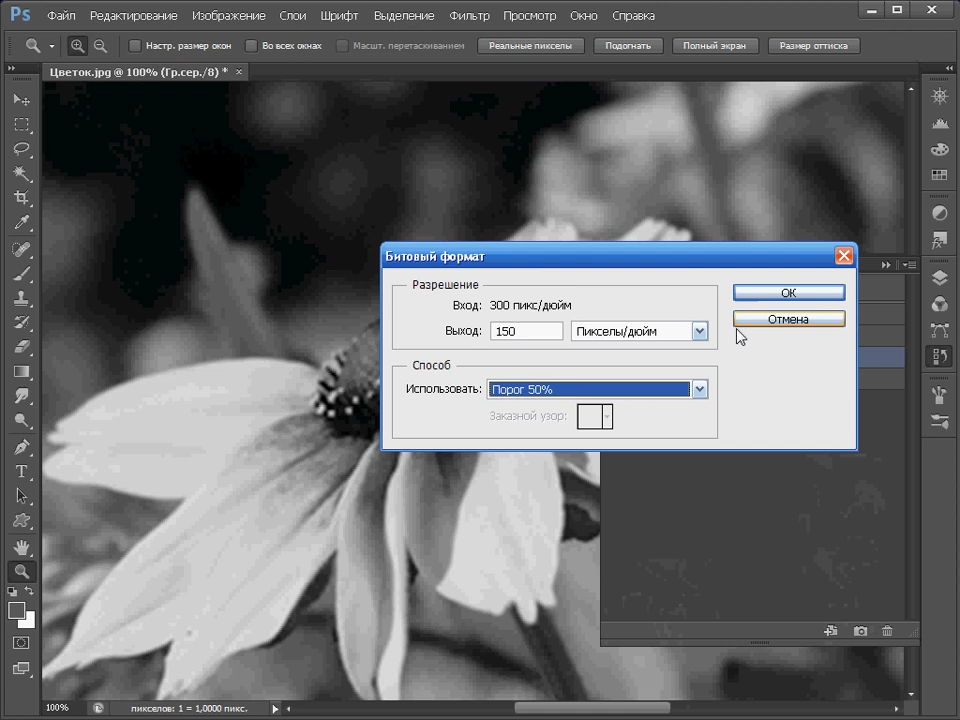 Ps Файл Редактирование Изображение Слои Шрифт Выделение Фильтр Просмотр Окно Справка
Настр. размер окон Во всех окнах Масшт. перетаскиванием Реальные пикселы Подогнать Полный экран Размер оттиска
Цветок.jpg @ 100% (Гр.сер./8) * ×
Битовый формат
Разрешение
Вход: 300 пикс/дюйм
ОК
Выход: 150 Пикселы/дюйм
Отмена
Способ
Использовать: Порог 50%
Заказной узор:
T
100% пикселов: 1 = 1,0000 пикс.